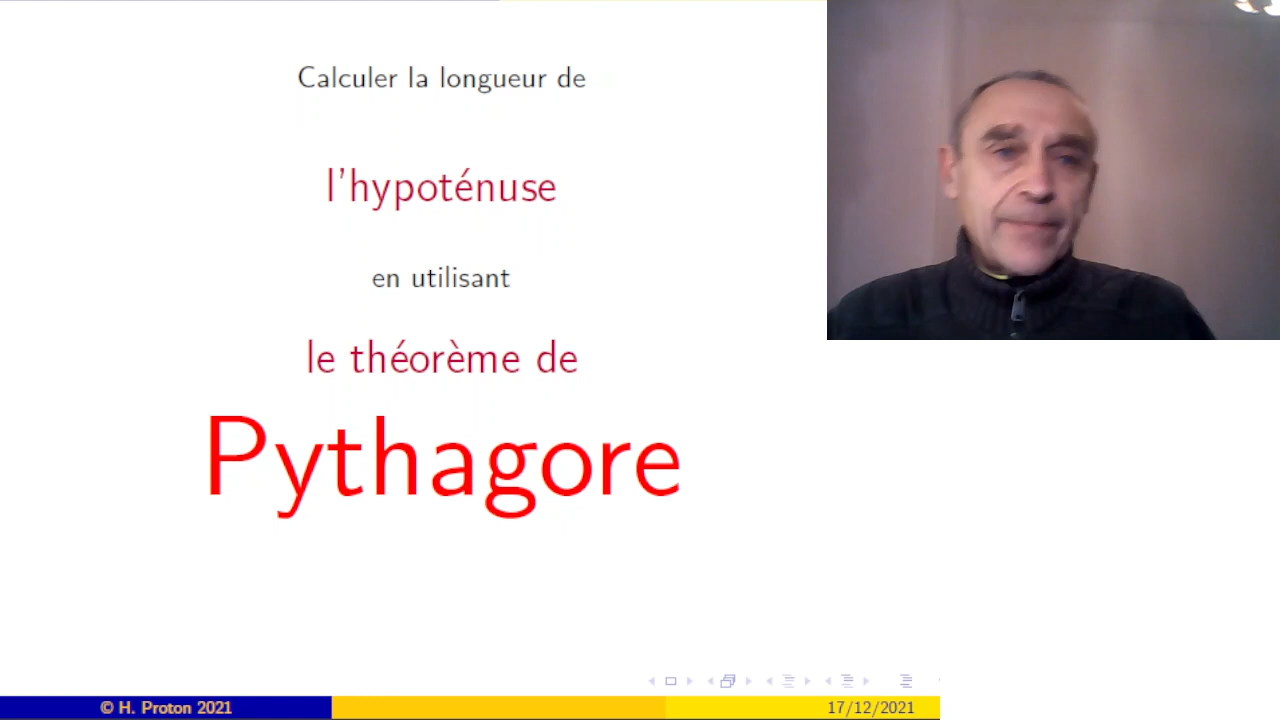 Calculer la longueur de
l'hypoténuse
en utilisant
le théorème de
Pythagore
© H. Proton 2021
17/12/2021